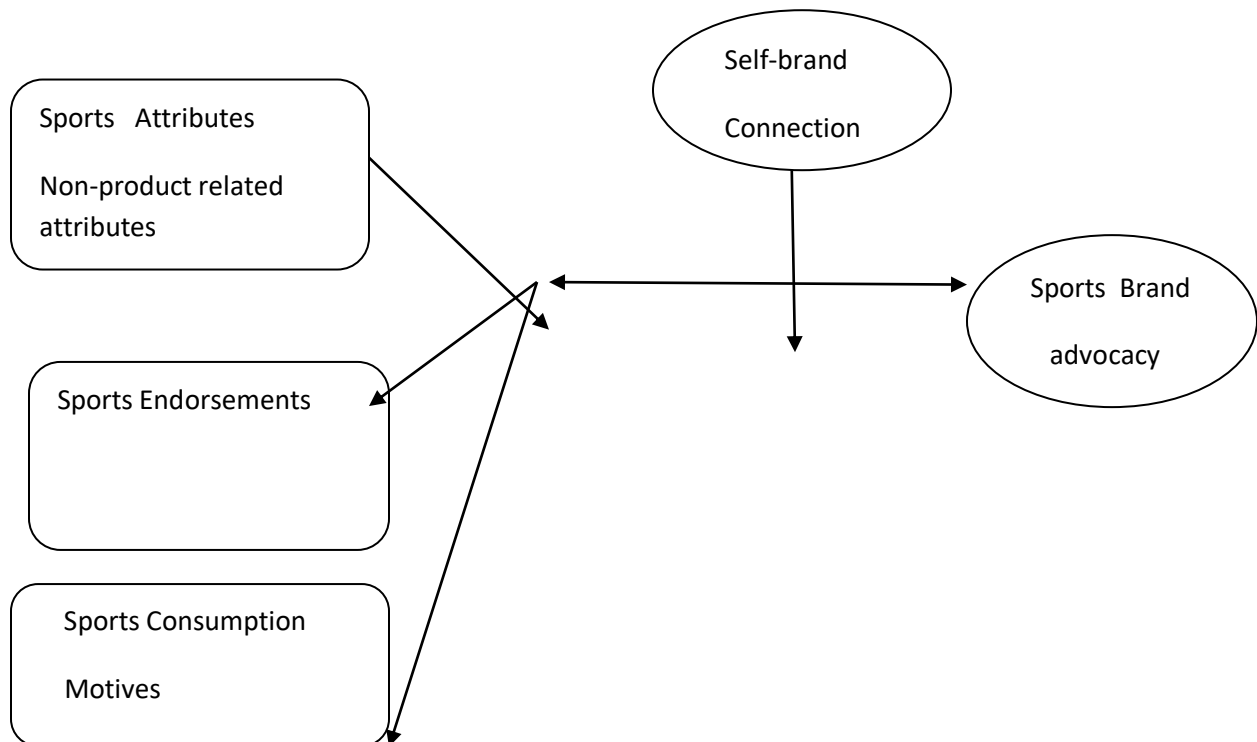 Self-brand
Connection
Sports Attributes
Non-product related
attributes
Sports Brand
advocacy
Sports Endorsements
Sports Consumption
Motives